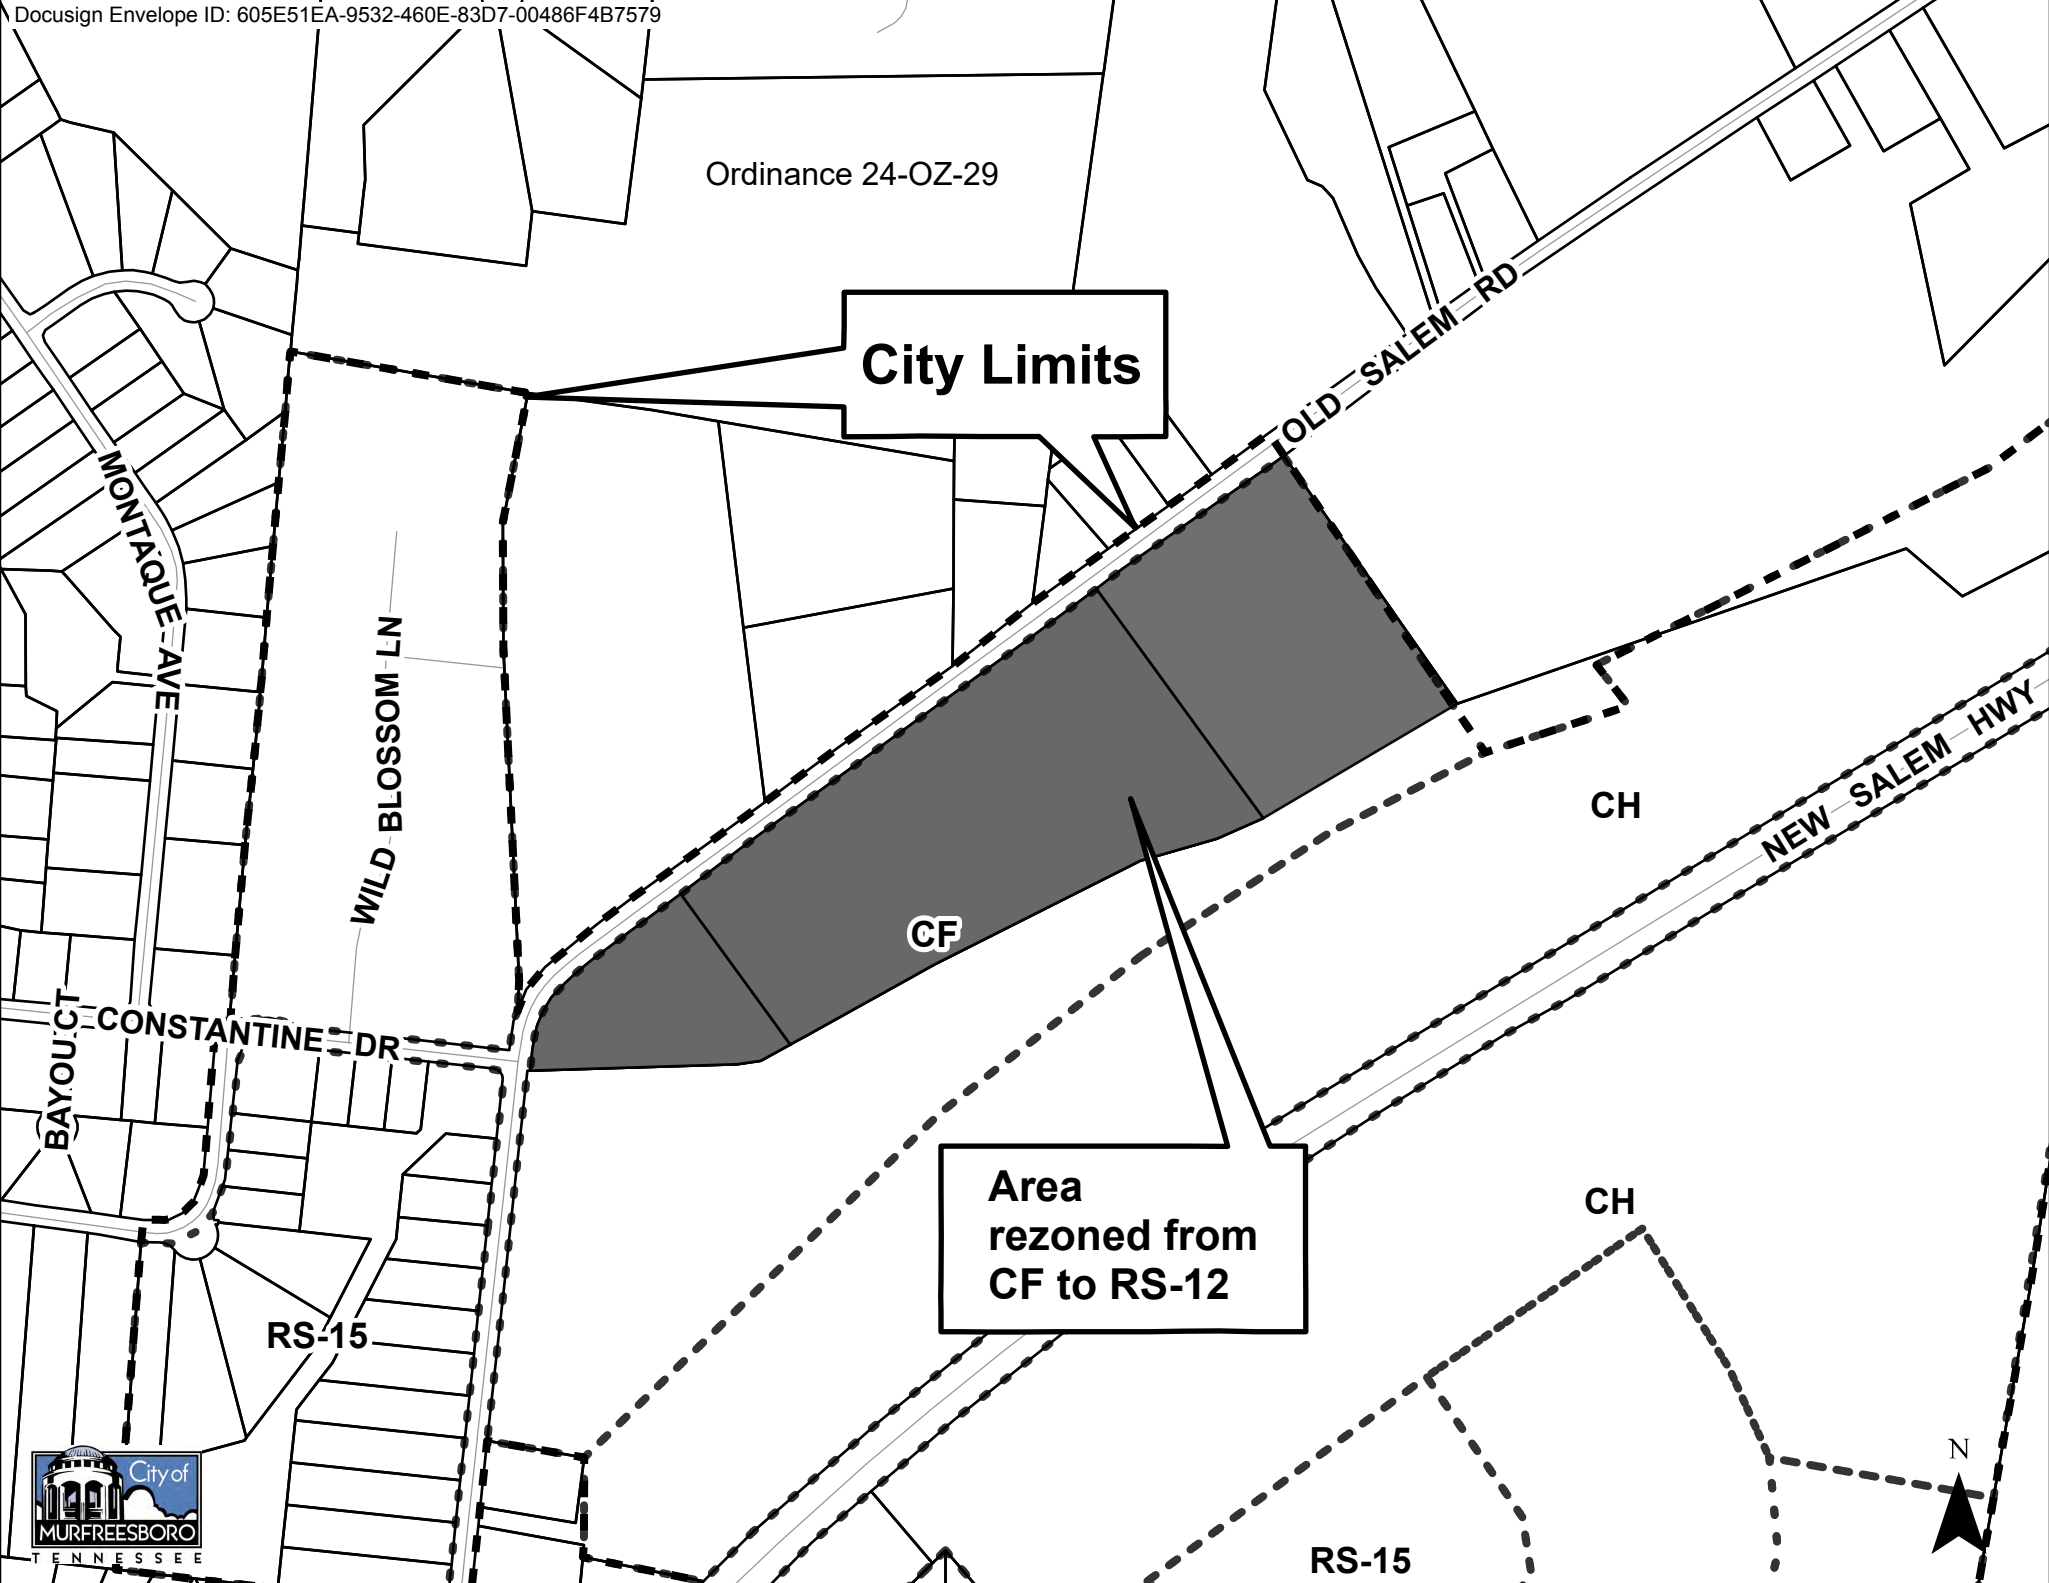 Docusign Envelope ID: 605E51EA-9532-460E-83D7-00486F4B7579
Ordinance 24-OZ-29
City Limits
OLD SALEM RD
MONTAQUE AVE
WILD BLOSSOM LN
CH
NEW SALEM HWY
CF
CONSTANTINE DR
BAYOU CT
Area
rezoned from
CF to RS-12
CH
RS-15
N
City of
MURFREESBORO
TENNESSEE
RS-15